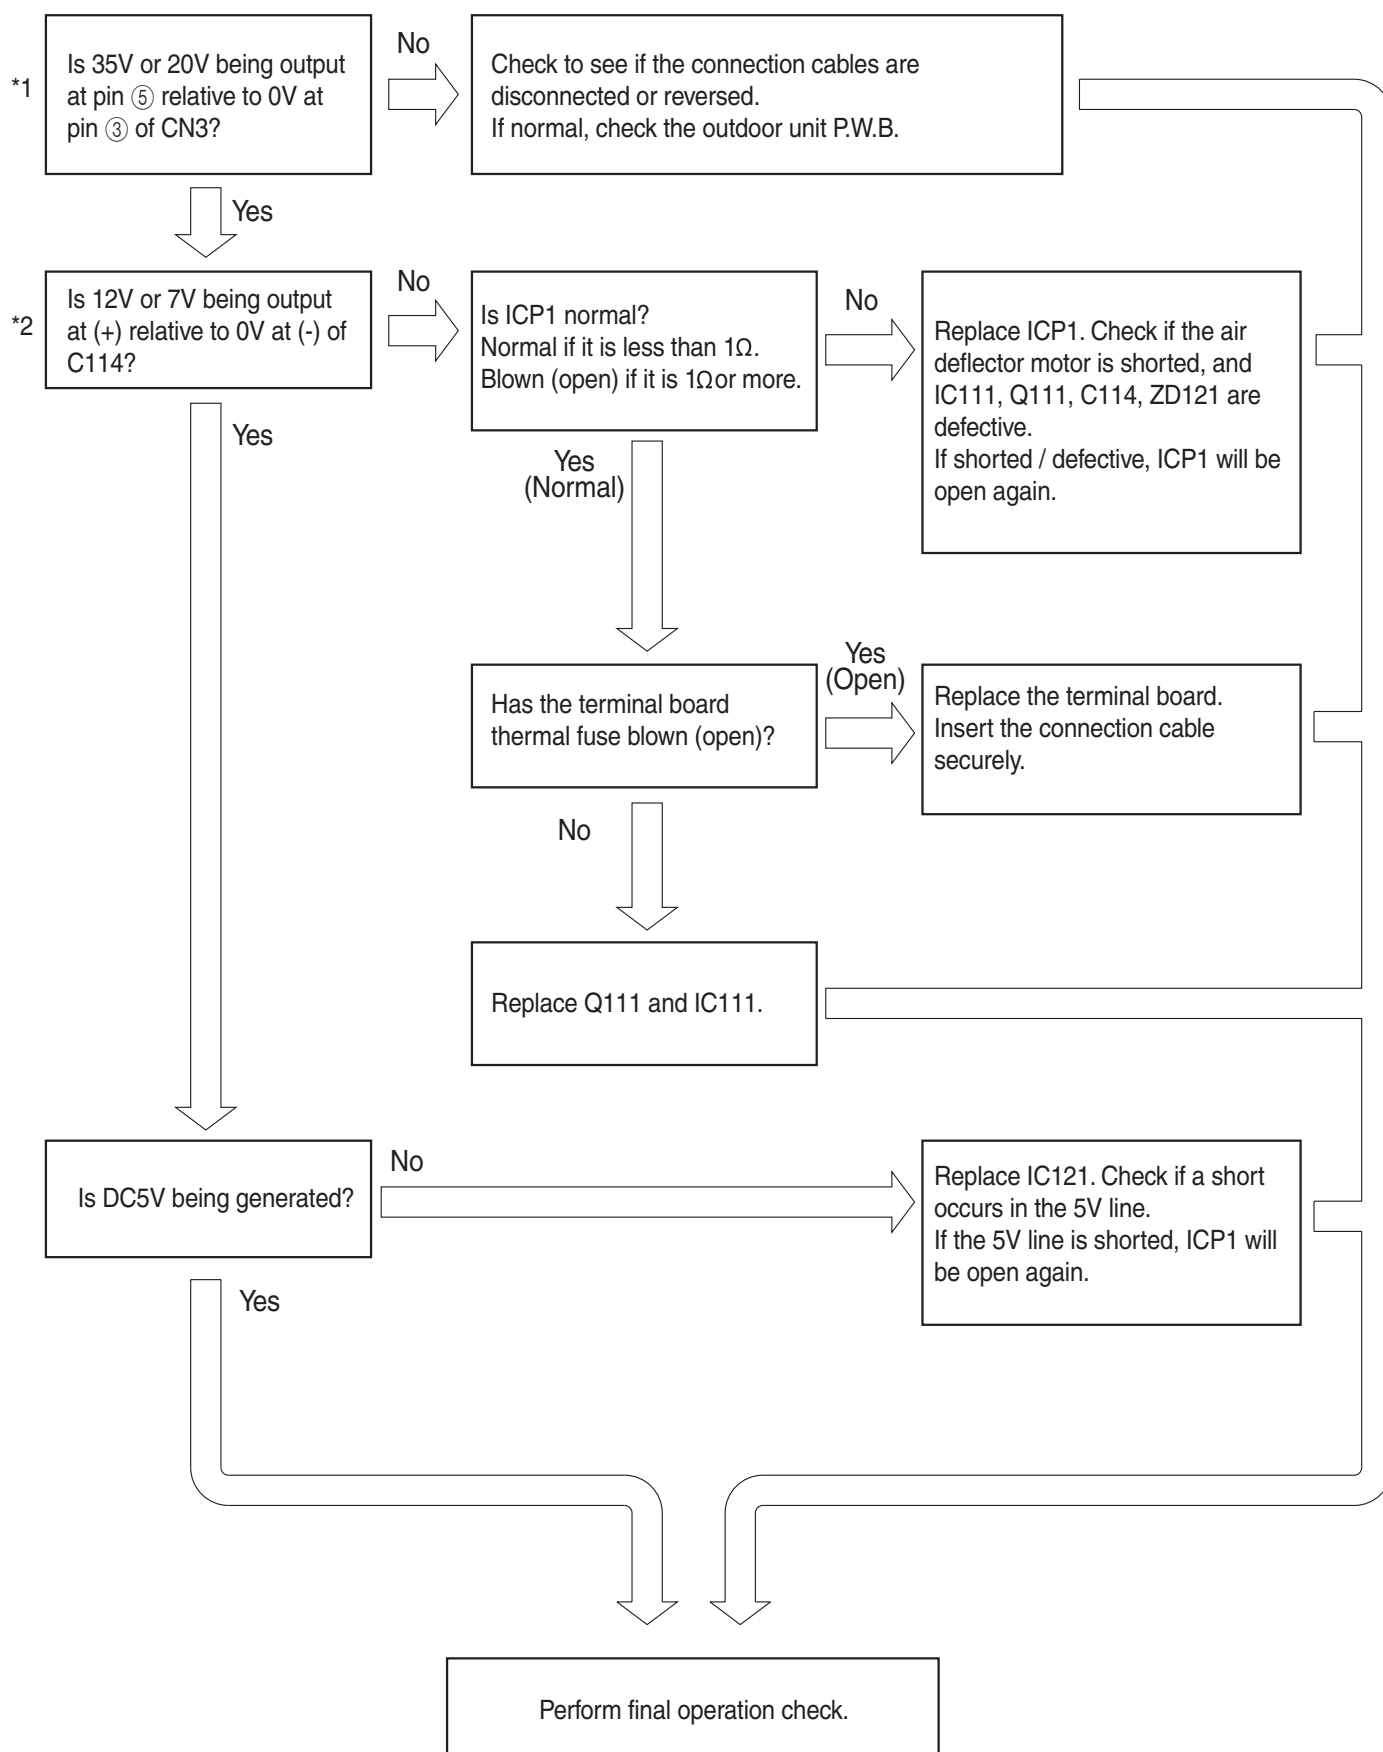 *1
Is 35V or 20V being output
at pin ⑤ relative to 0V at
pin ③ of CN3?
No
Check to see if the connection cables are
disconnected or reversed.
If normal, check the outdoor unit P.W.B.
Yes
*2
Is 12V or 7V being output
at (+) relative to 0V at (-) of
C114?
No
Is ICP1 normal?
Normal if it is less than 1Ω.
Blown (open) if it is 1Ω or more.
No
Replace ICP1. Check if the air
deflector motor is shorted, and
IC111, Q111, C114, ZD121 are
defective.
If shorted / defective, ICP1 will be
open again.
Yes
Yes
(Normal)
Has the terminal board
thermal fuse blown (open)?
Yes
(Open)
Replace the terminal board.
Insert the connection cable
securely.
No
Replace Q111 and IC111.
Is DC5V being generated?
No
Replace IC121. Check if a short
occurs in the 5V line.
If the 5V line is shorted, ICP1 will
be open again.
Yes
Perform final operation check.